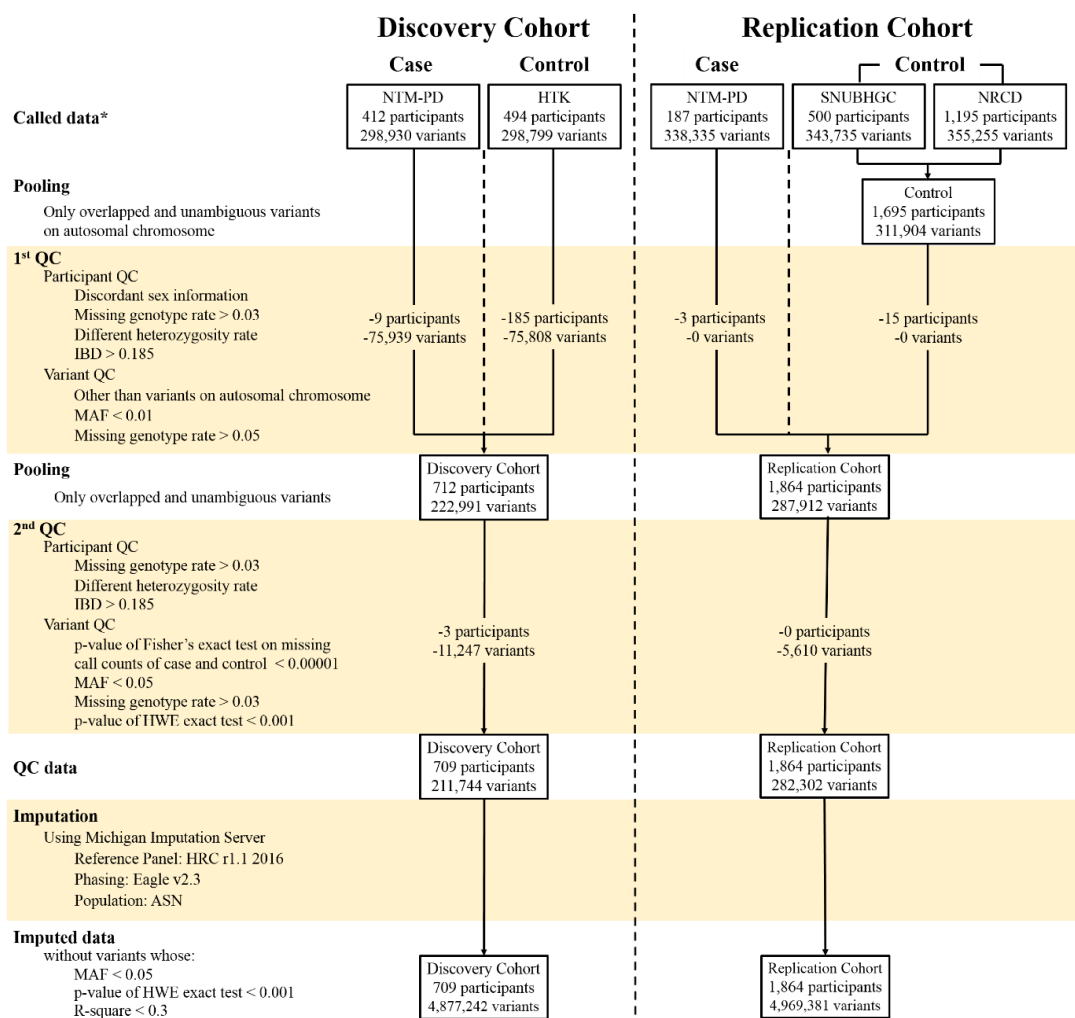 Discovery Cohort
Replication Cohort
Case
Control
Case
Control
Called data*
NTM-PD
412 participants
298,930 variants
HTK
494 participants
298,799 variants
NTM-PD
187 participants
338,335 variants
SNUBHGC
500 participants
343,735 variants
NRCD
1,195 participants
355,255 variants
Pooling
Only overlapped and unambiguous variants
on autosomal chromosome
Control
1,695 participants
311,904 variants
1st QC
Participant QC
Discordant sex information
Missing genotype rate > 0.03
Different heterozygosity rate
IBD > 0.185
Variant QC
Other than variants on autosomal chromosome
MAF < 0.01
Missing genotype rate > 0.05
-9 participants
-75,939 variants
-185 participants
-75,808 variants
-3 participants
-0 variants
-15 participants
-0 variants
Pooling
Only overlapped and unambiguous variants
Discovery Cohort
712 participants
222,991 variants
Replication Cohort
1,864 participants
287,912 variants
2nd QC
Participant QC
Missing genotype rate > 0.03
Different heterozygosity rate
IBD > 0.185
Variant QC
p-value of Fisher's exact test on missing
call counts of case and control < 0.00001
MAF < 0.05
Missing genotype rate > 0.03
p-value of HWE exact test < 0.001
-3 participants
-11,247 variants
-0 participants
-5,610 variants
QC data
Discovery Cohort
709 participants
211,744 variants
Replication Cohort
1,864 participants
282,302 variants
Imputation
Using Michigan Imputation Server
Reference Panel: HRC r1.1 2016
Phasing: Eagle v2.3
Population: ASN
Imputed data
without variants whose:
MAF < 0.05
p-value of HWE exact test < 0.001
R-square < 0.3
Discovery Cohort
709 participants
4,877,242 variants
Replication Cohort
1,864 participants
4,969,381 variants